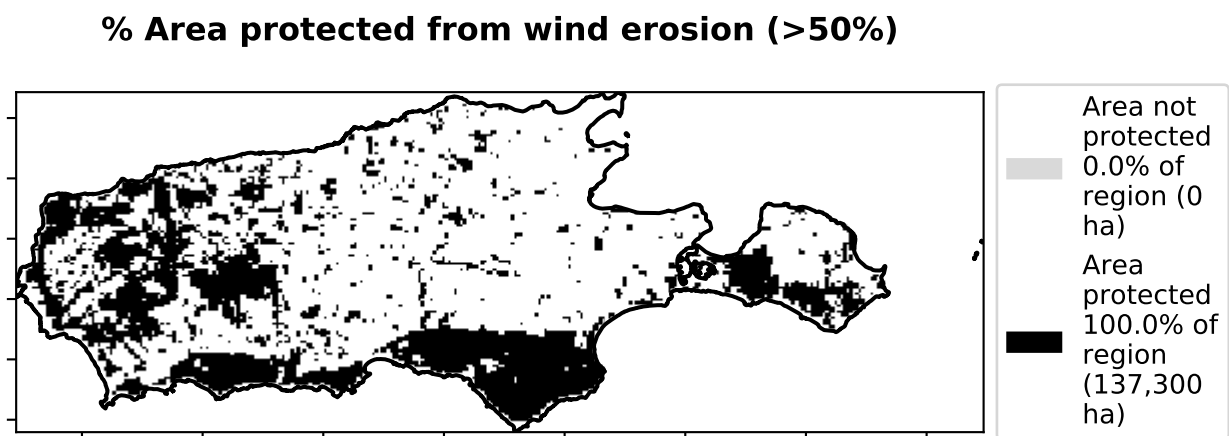 % Area protected from wind erosion (>50%)
Area not
protected
0.0% of
region (0
ha)
Area
protected
100.0% of
region
(137,300
ha)